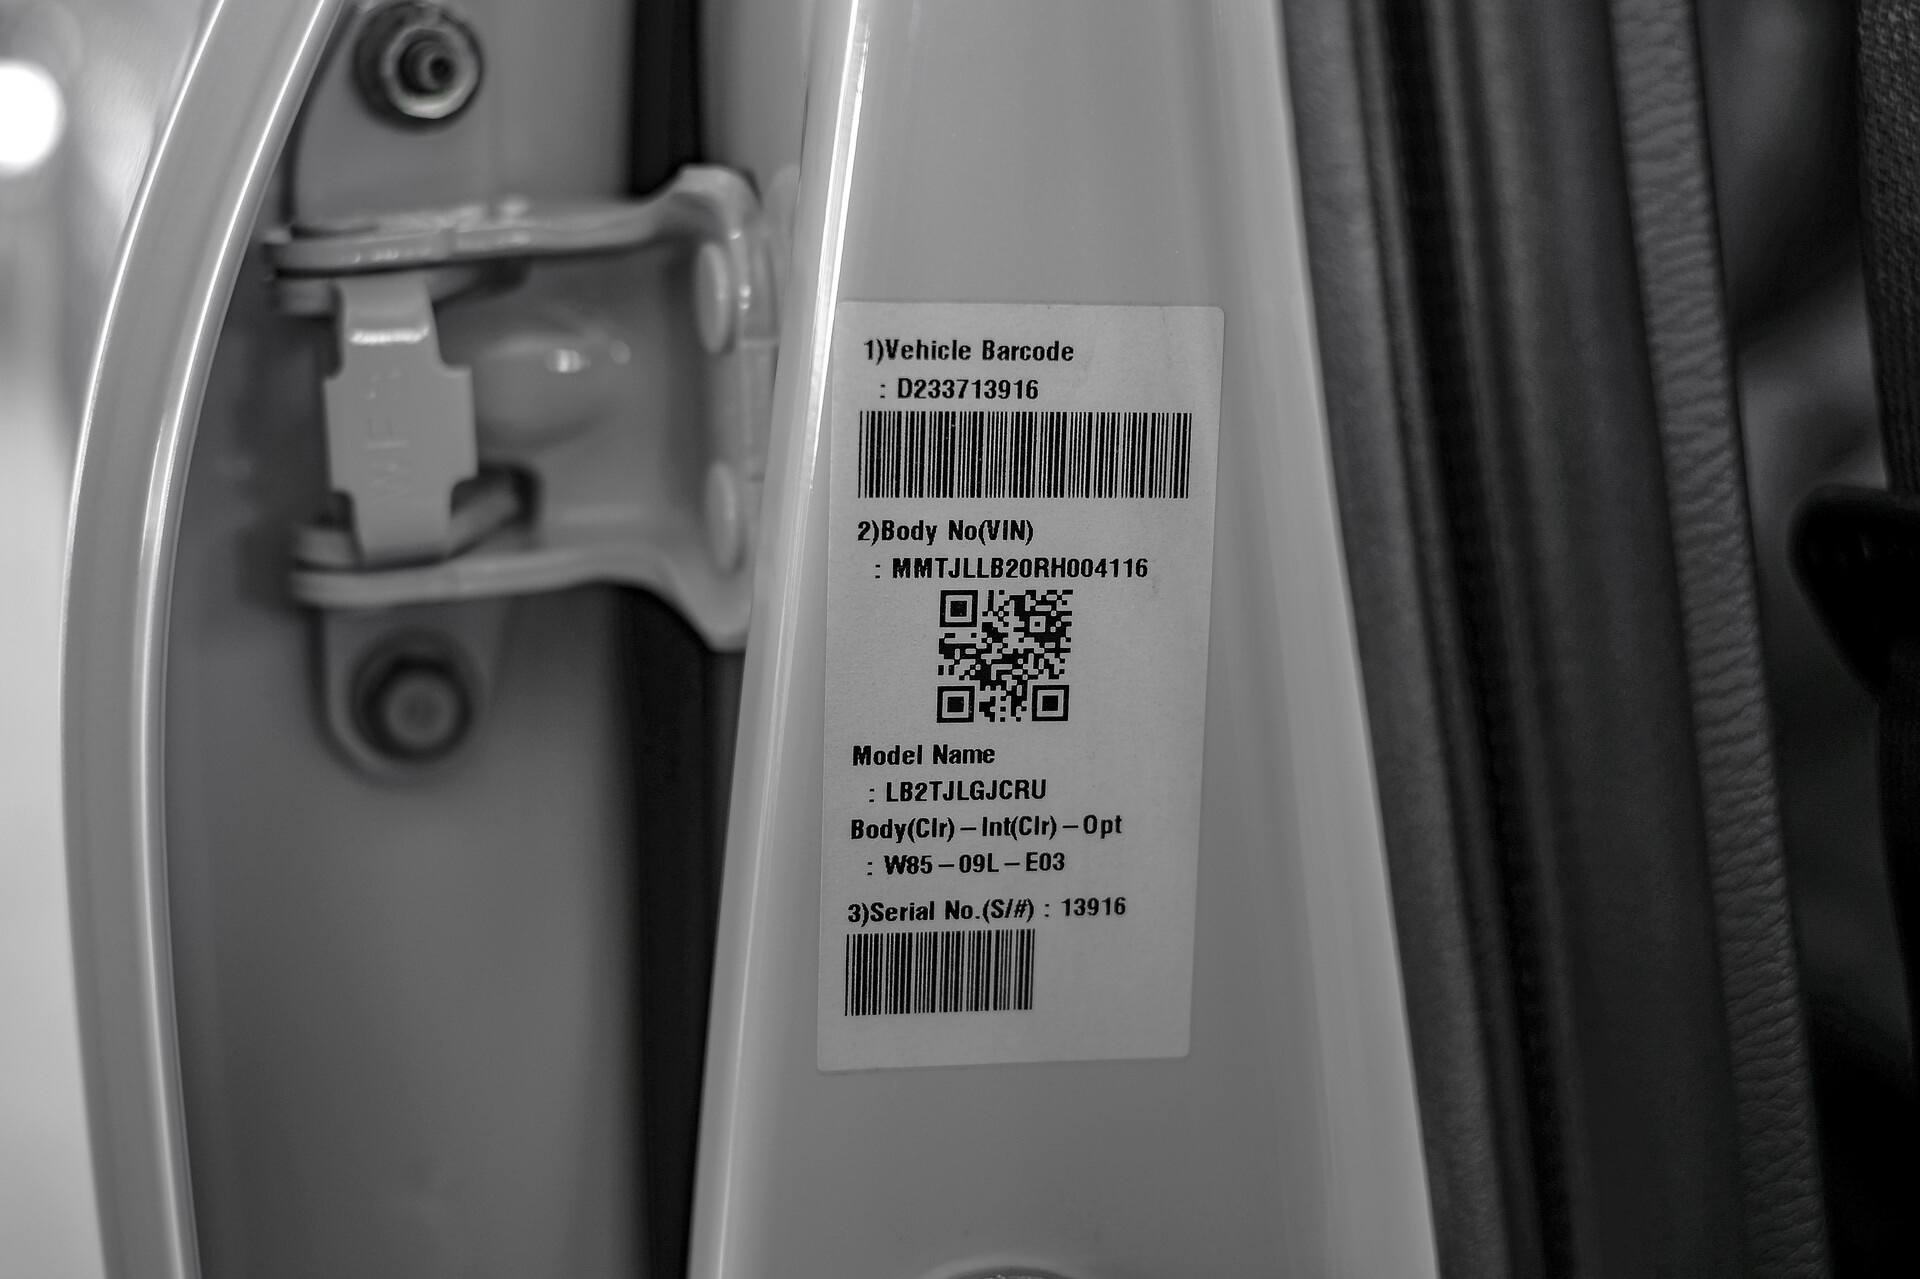 1)Vehicle Barcode
: D233713916
2)Body No(VIN)
: MMTJLLB20RH004116
Model Name
: LB2TJLGJCRU
Body(Clr)–Int(Clr)–Opt
: W85–09L–E03
3)Serial No.(S/#) : 13916